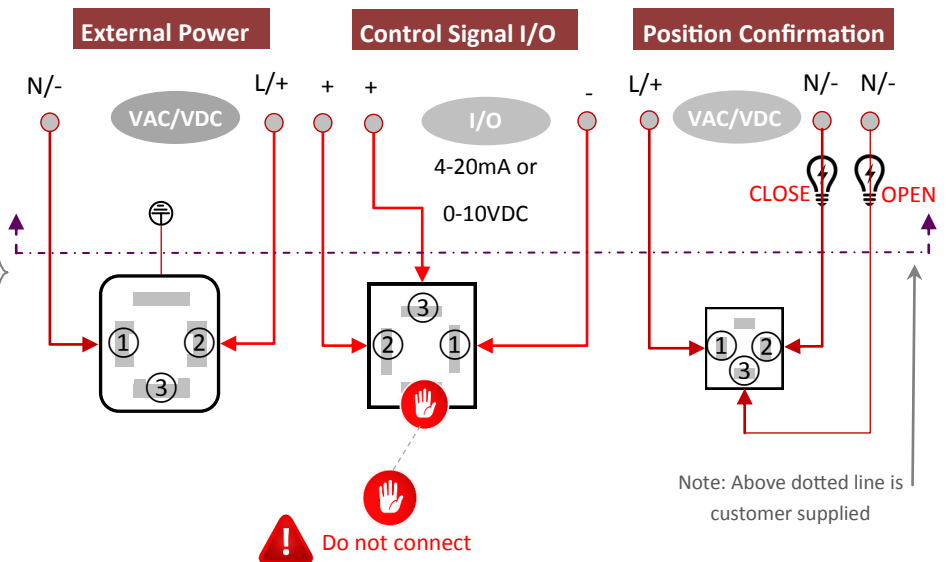 External Power
Control Signal I/O
Position Confirmation
N/-
L/+
+
+
-
L/+
N/-
N/-
VAC/VDC
I/O
VAC/VDC
4-20mA or
0-10VDC
CLOSE
OPEN
1
2
3
3
2
1
1
2
3
Note: Above dotted line is
customer supplied
! Do not connect